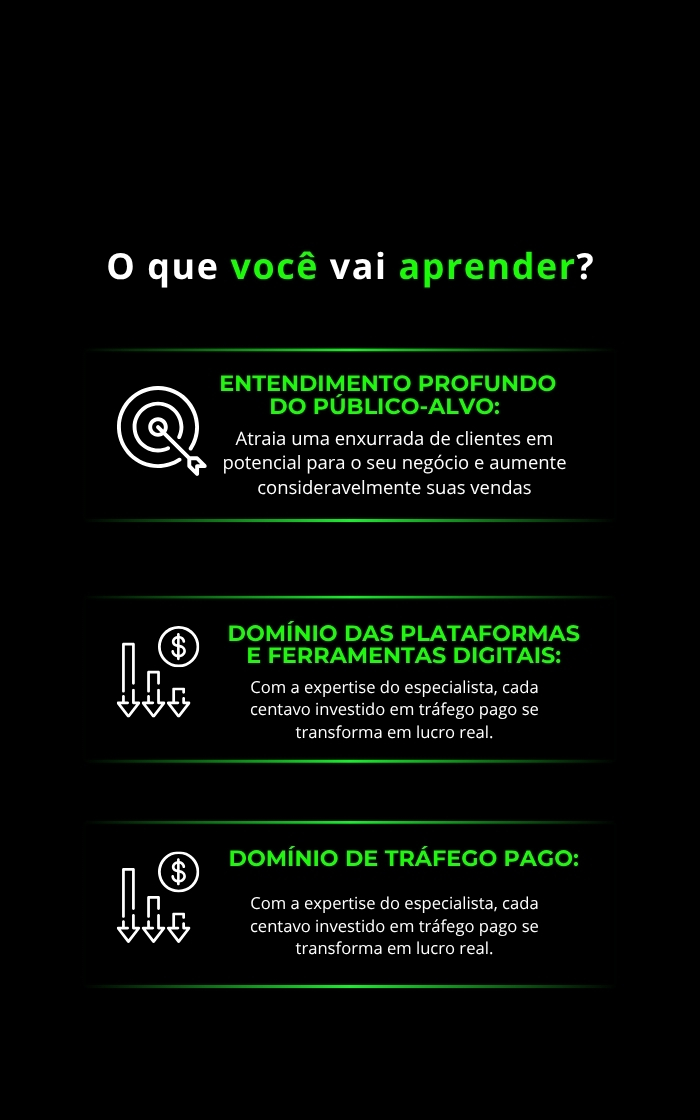 O que você vai aprender?
ENTENDIMENTO PROFUNDO
DO PÚBLICO-ALVO:
Atraia uma enxurrada de clientes em
potencial para o seu negócio e aumente
consideravelmente suas vendas
$
DOMÍNIO DAS PLATAFORMAS
E FERRAMENTAS DIGITAIS:
Com a expertise do especialista, cada
centavo investido em tráfego pago se
transforma em lucro real.
$
DOMÍNIO DE TRÁFEGO PAGO:
Com a expertise do especialista, cada
centavo investido em tráfego pago se
transforma em lucro real.